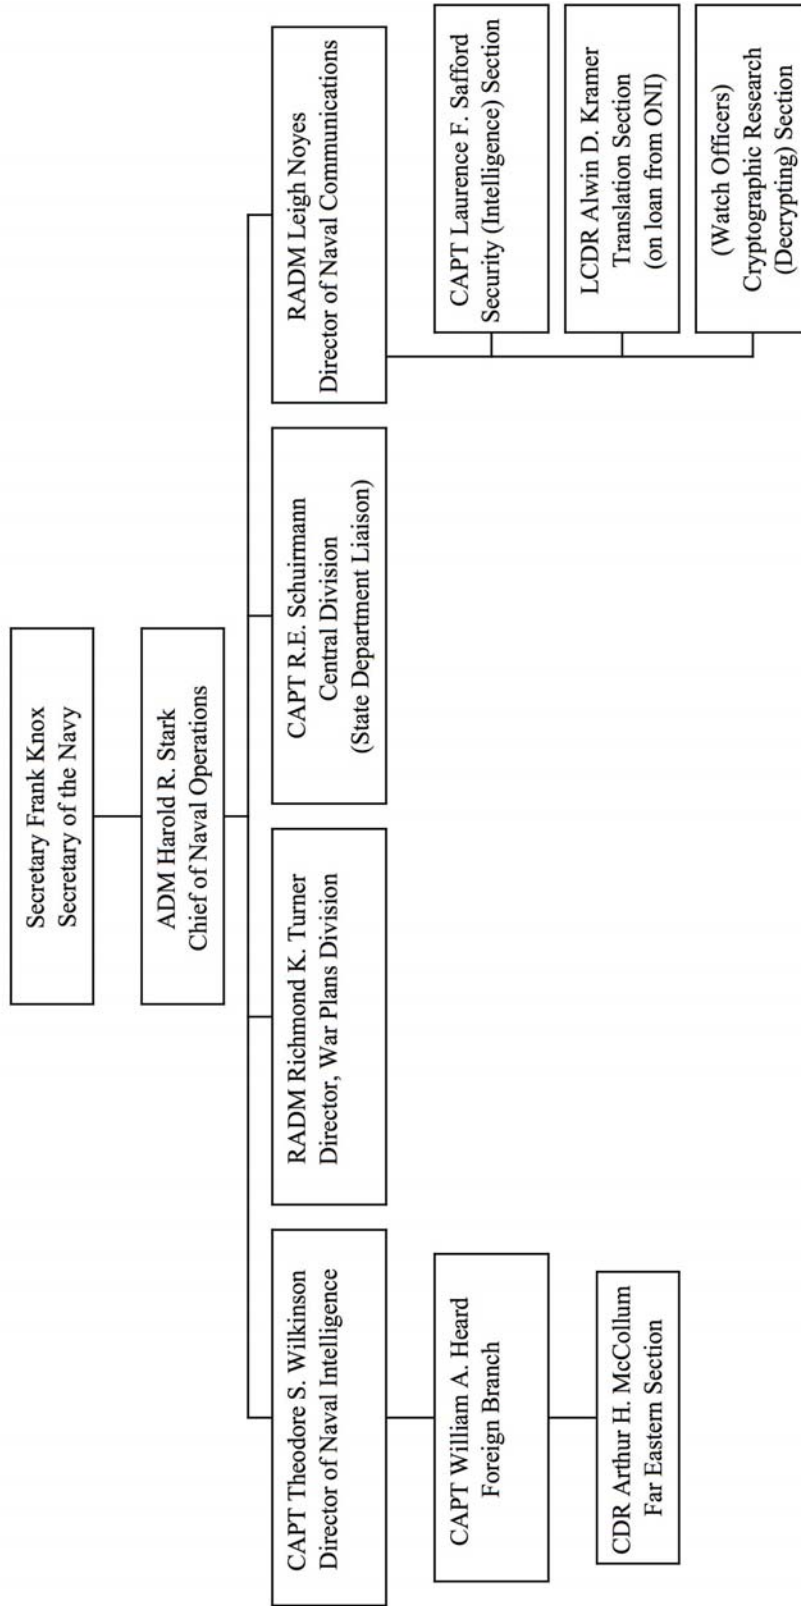 Secretary Frank Knox
Secretary of the Navy
ADM Harold R. Stark
Chief of Naval Operations
CAPT Theodore S. Wilkinson
Director of Naval Intelligence
RADM Richmond K. Turner
Director, War Plans Division
CAPT R.E. Schuirmann
Central Division
(State Department Liaison)
RADM Leigh Noyes
Director of Naval Communications
CAPT William A. Heard
Foreign Branch
CAPT Laurence F. Safford
Security (Intelligence) Section
CDR Arthur H. McCollum
Far Eastern Section
LCDR Alwin D. Kramer
Translation Section
(on loan from ONI)
(Watch Officers)
Cryptographic Research
(Decrypting) Section